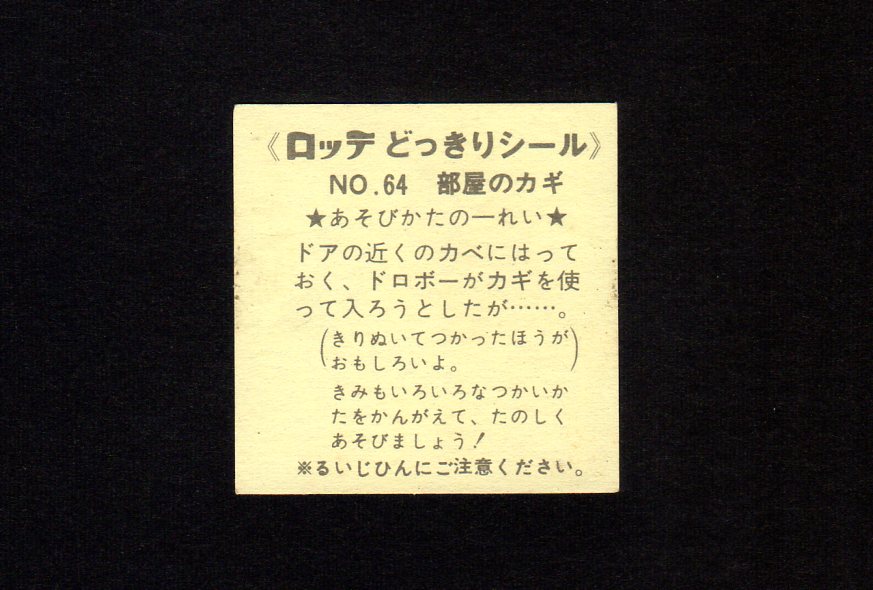 《ロッテ どっきりシール》
NO.64 部屋のカギ
★あそびかたの一れい★
ドアの近くのカベにはって
おく、ドロボーがカギを使
って入ろうとしたが……。
(きりぬいてつかったほうが
おもしろいよ。)
きみもいろいろなつかいか
たをかんがえて、たのしく
あそびましょう!
※るいじひんにご注意ください。